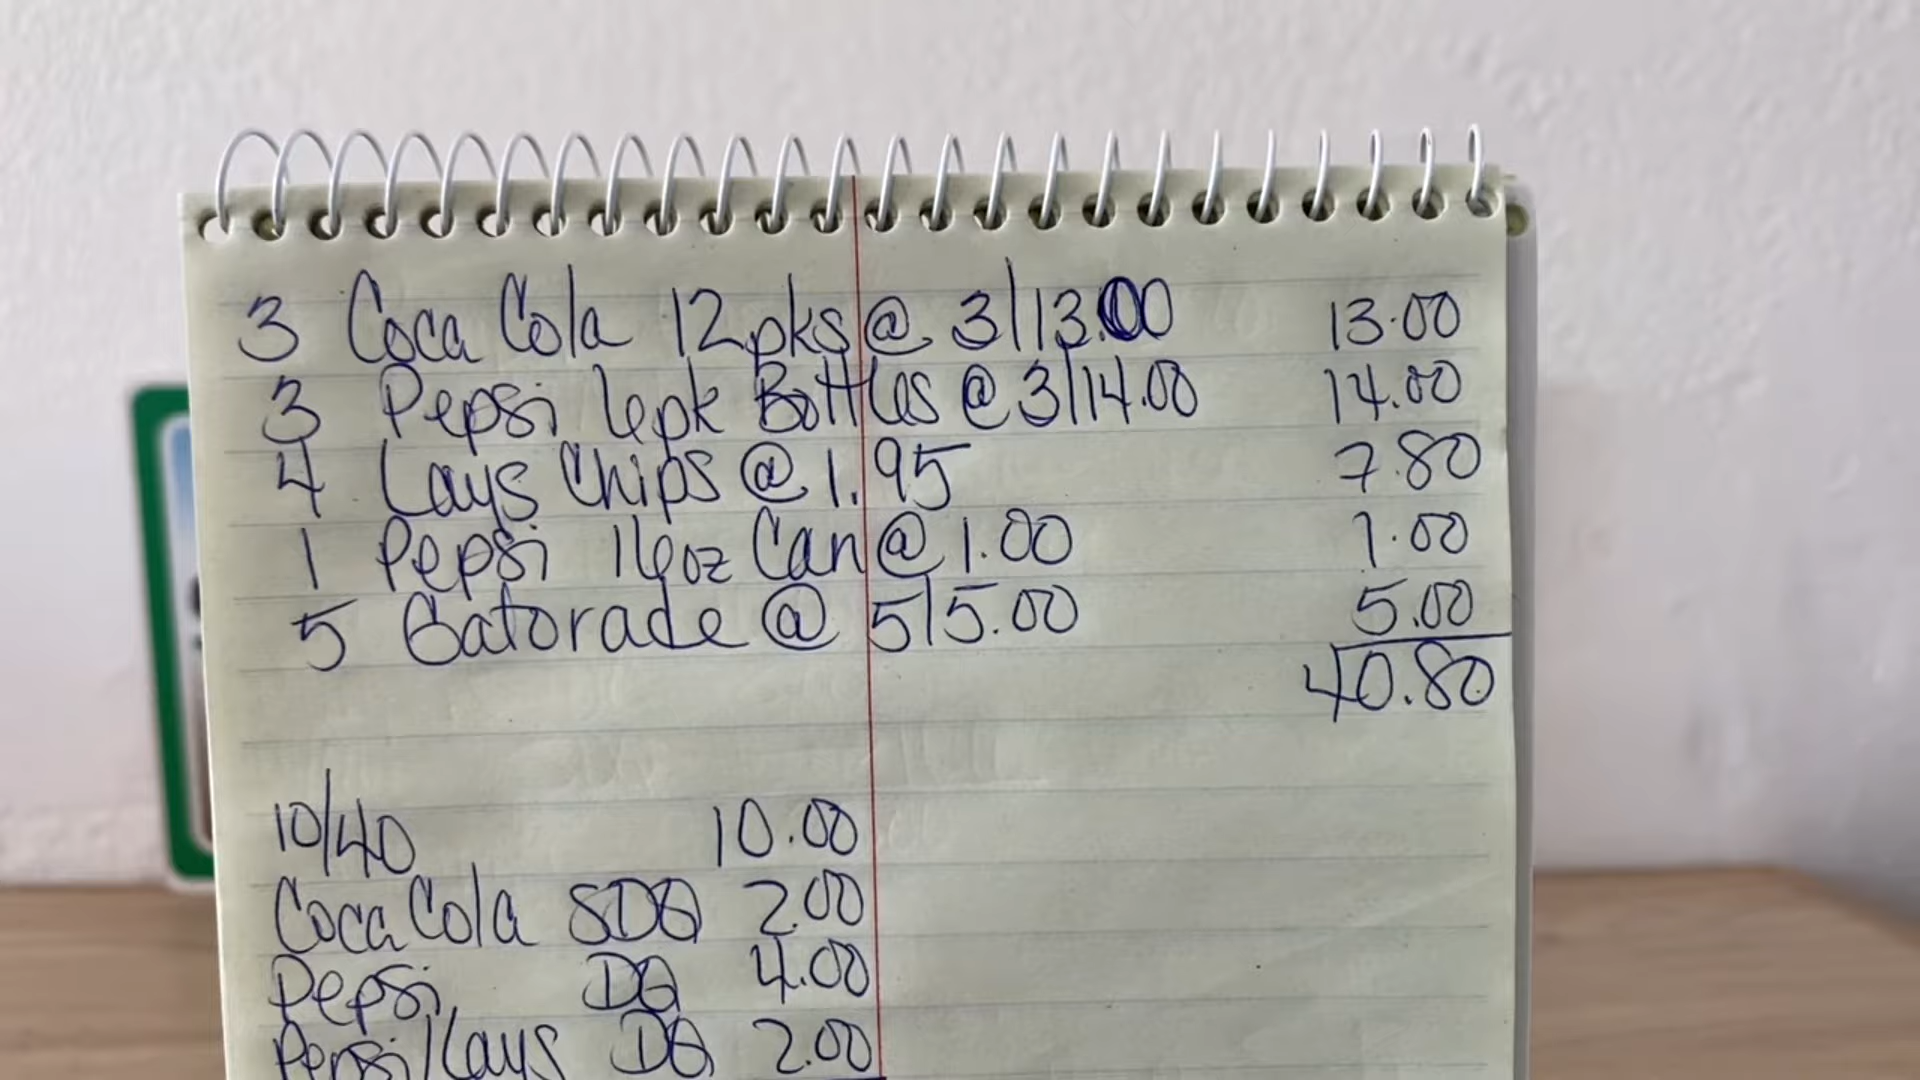 3 Coca Cola 12pks @ 3/13.00 13.00
3 Pepsi 6pk Bottles @ 3/14.00 14.00
4 Lays Chips @ 1.95 7.80
1 Pepsi 16oz Can @ 1.00 1.00
5 Gatorade @ 5/5.00 5.00
40.80
10/40 10.00
Coca Cola SDQ 2.00
Pepsi DQ 4.00
Pepsi/Lays DQ 2.00